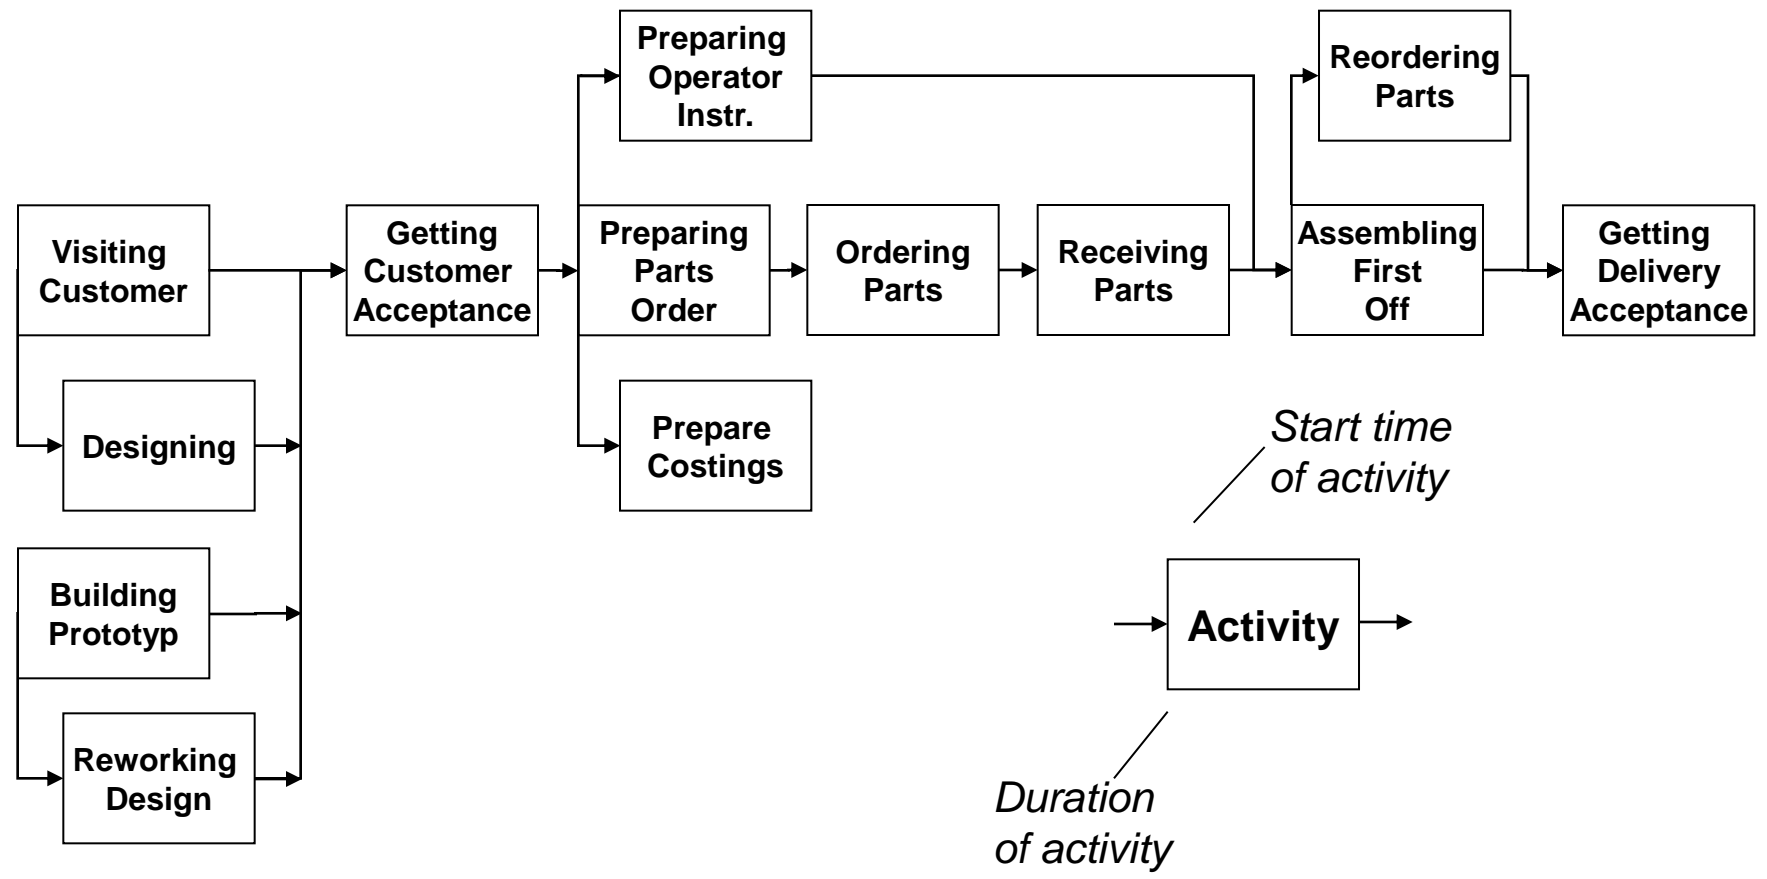 Preparing
Operator
Instr.
Reordering
Parts
Visiting
Customer
Getting
Customer
Acceptance
Preparing
Parts
Order
Ordering
Parts
Receiving
Parts
Assembling
First
Off
Getting
Delivery
Acceptance
Designing
Prepare
Costings
Start time
of activity
Building
Prototyp
Activity
Reworking
Design
Duration
of activity